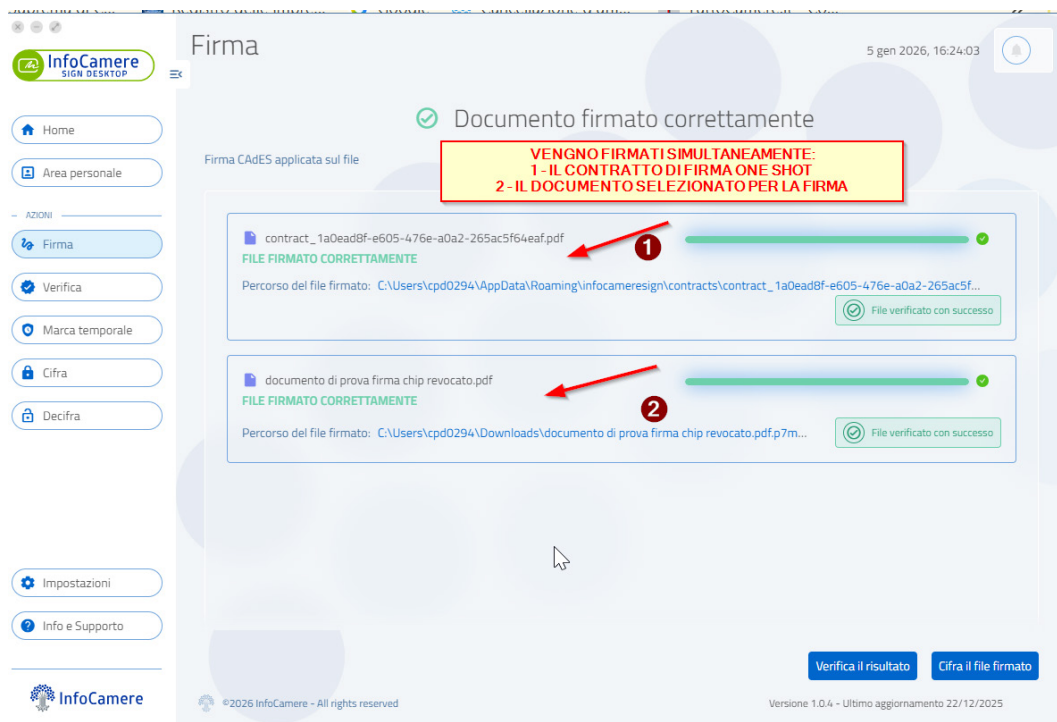 Firma
5 gen 2026, 16:24:03
InfoCamere
SIGN DESKTOP
Home
Area personale
AZIONI
Firma
Verifica
Marca temporale
Cifra
Decifra
Impostazioni
Info e Supporto
InfoCamere
Documento firmato correttamente
Firma CAdES applicata sul file
VENGNO FIRMATI SIMULTANEAMENTE:
1 - IL CONTRATTO DI FIRMA ONE SHOT
2 - IL DOCUMENTO SELEZIONATO PER LA FIRMA
contract_1a0ead8f-e605-476e-a0a2-265ac5f64eaf.pdf
1
FILE FIRMATO CORRETTAMENTE
Percorso del file firmato: C:\Users\cpd0294\AppData\Roaming\infocameresign\contracts\contract_1a0ead8f-e605-476e-a0a2-265ac5f...
File verificato con successo
documento di prova firma chip revocato.pdf
2
FILE FIRMATO CORRETTAMENTE
Percorso del file firmato: C:\Users\cpd0294\Downloads\documento di prova firma chip revocato.pdf.p7m...
File verificato con successo
Verifica il risultato
Cifra il file firmato
©2026 InfoCamere - All rights reserved
Versione 1.0.4 - Ultimo aggiornamento 22/12/2025